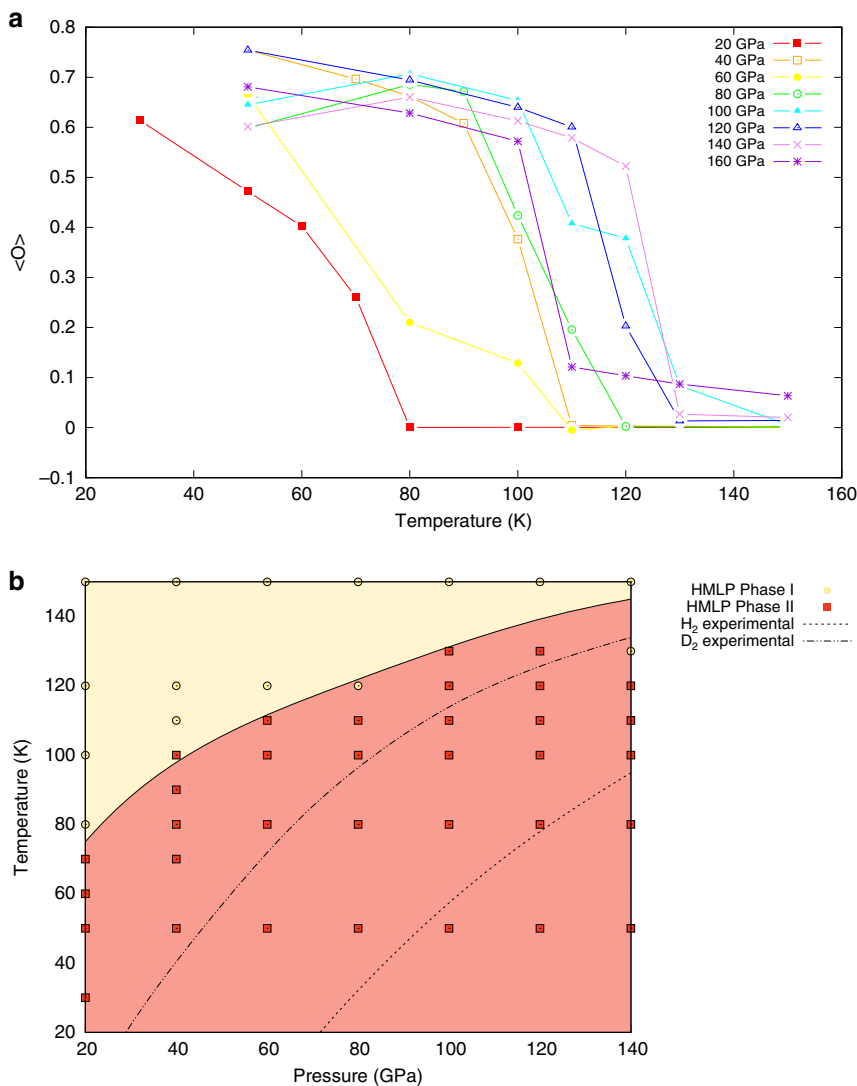 a
0.8
0.7
0.6
0.5
0.4
0.3
0.2
0.1
0
–0.1
<O>
20 GPa
40 GPa
60 GPa
80 GPa
100 GPa
120 GPa
140 GPa
160 GPa
20 40 60 80 100 120 140 160
Temperature (K)
b
140
120
100
80
60
40
20
Temperature (K)
HMLP Phase I
HMLP Phase II
H2 experimental
D2 experimental
20 40 60 80 100 120 140
Pressure (GPa)